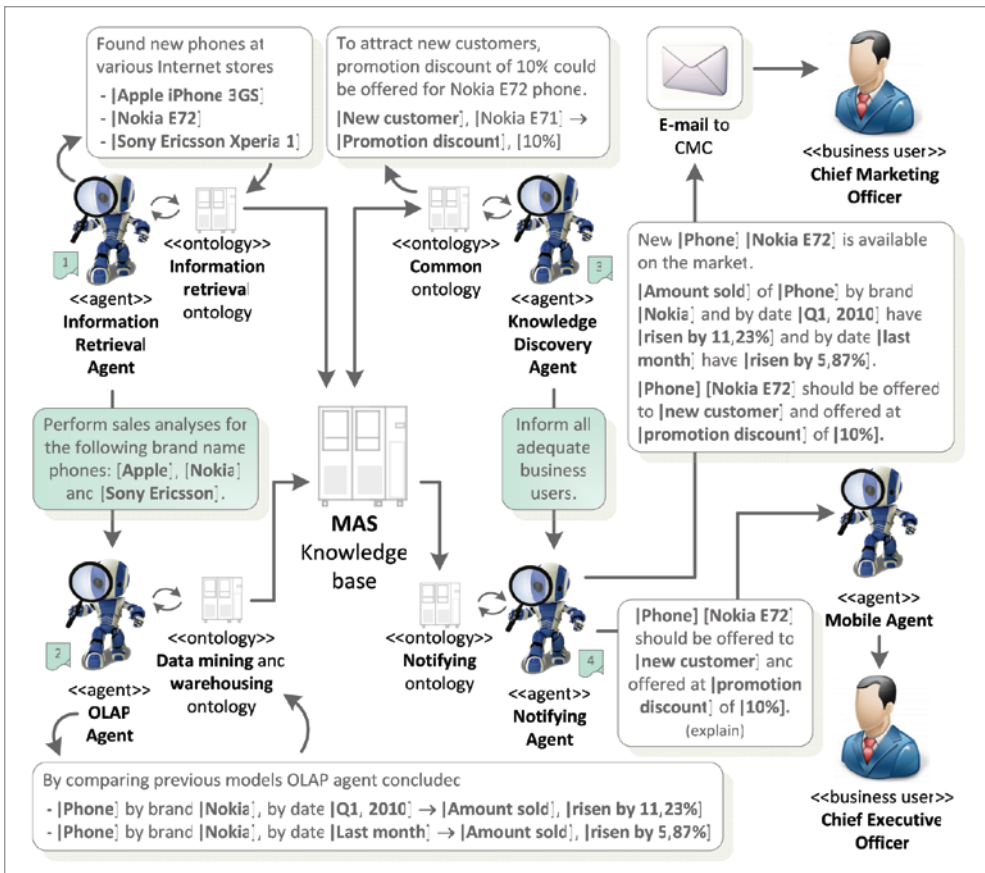 Found new phones at
various Internet stores
- |Apple iPhone 3GS]
- |Nokia E72]
- |Sony Ericsson Xperia 1]
To attract new customers,
promotion discount of 10% could
be offered for Nokia E72 phone.
|New customer], [Nokia E71] →
|Promotion discount], [10%]
E-mail to
CMC
<<business user>>
Chief Marketing
Officer
1
<<agent>>
Information
Retrieval
Agent
<<ontology>>
Information
retrieval
ontology
<<ontology>>
Common
ontology
3
<<agent>>
Knowledge
Discovery
Agent
New |Phone] |Nokia E72] is available
on the market.
|Amount sold] of |Phone] by brand
|Nokia] and by date |Q1, 2010] have
|risen by 11,23%] and by date |last
month] have |risen by 5,87%].
|Phone] [Nokia E72] should be offered
to |new customer] and offered at
|promotion discount] of |10%].
Perform sales analyses for
the following brand name
phones: [Apple], [Nokia]
and [Sony Ericsson].
MAS
Knowledge
base
Inform all
adequate
business
users.
2
<<agent>>
OLAP
Agent
<<ontology>>
Data mining and
warehousing
ontology
<<ontology>>
Notifying
ontology
4
<<agent>>
Notifying
Agent
|Phone] [Nokia E72]
should be offered to
|new customer] and
offered at |promotion
discount] of |10%].
(explain)
<<agent>>
Mobile Agent
<<business user>>
Chief Executive
Officer
By comparing previous models OLAP agent concludec
- |Phone] by brand |Nokia], by date |Q1, 2010] → |Amount sold], |risen by 11,23%]
- |Phone] by brand |Nokia], by date |Last month] → |Amount sold], |risen by 5,87%]